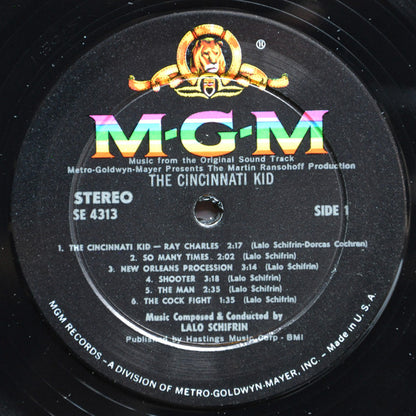 ®
M-G-M
Music from the Original Sound Track
Metro-Goldwyn-Mayer Presents The Martin Ransohoff Production
THE CINCINNATI KID
STEREO
SE 4313
SIDE 1
1. THE CINCINNATI KID — RAY CHARLES 2:17 (Lalo Schifrin-Dorcas Cochren)
2. SO MANY TIMES. 2:02 (Lalo Schifrin)
3. NEW ORLEANS PROCESSION 3:14 (Lalo Schifrin)
4. SHOOTER 3:18 (Lalo Schifrin)
5. THE MAN 2:35 (Lalo Schifrin)
6. THE COCK FIGHT 1:35 (Lalo Schifrin)
Music Composed & Conducted by
LALO SCHIFRIN
Published by Hastings Music Corp - BMI
MGM RECORDS - A DIVISION OF METRO-GOLDWYN-MAYER, INC. - Made in U.S.A.